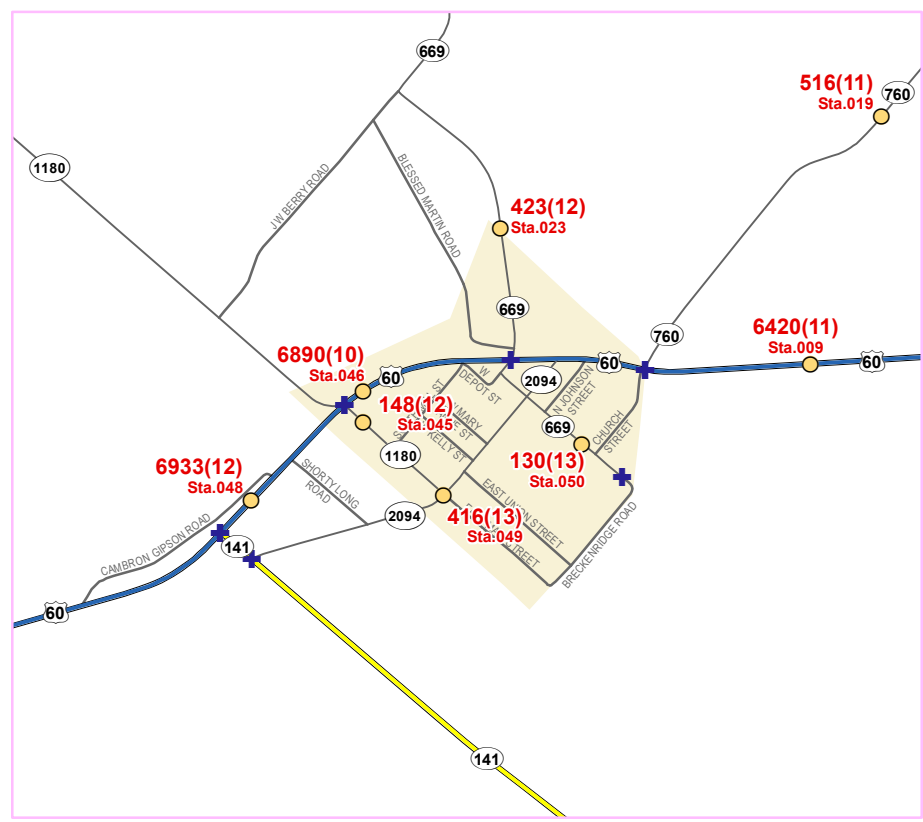 669
516(11)
760
Sta.019
1180
JW BERRY ROAD
BLESSED MARTIN ROAD
423(12)
Sta.023
669
760
6420(11)
Sta.009
60
6890(10)
Sta.046
60
60
W
DEPOT ST
2094
N JOHNSON
STREET
148(12)
Sta.045
MARY
ST
KELLY ST
669
CHURCH
STREET
1180
130(13)
Sta.050
6933(12)
Sta.048
SHORTY LONG
ROAD
416(13)
Sta.049
2094
EAST UNION STREET
STREET
BRECKENRIDGE ROAD
CAMBRON GIPSON ROAD
141
60
141